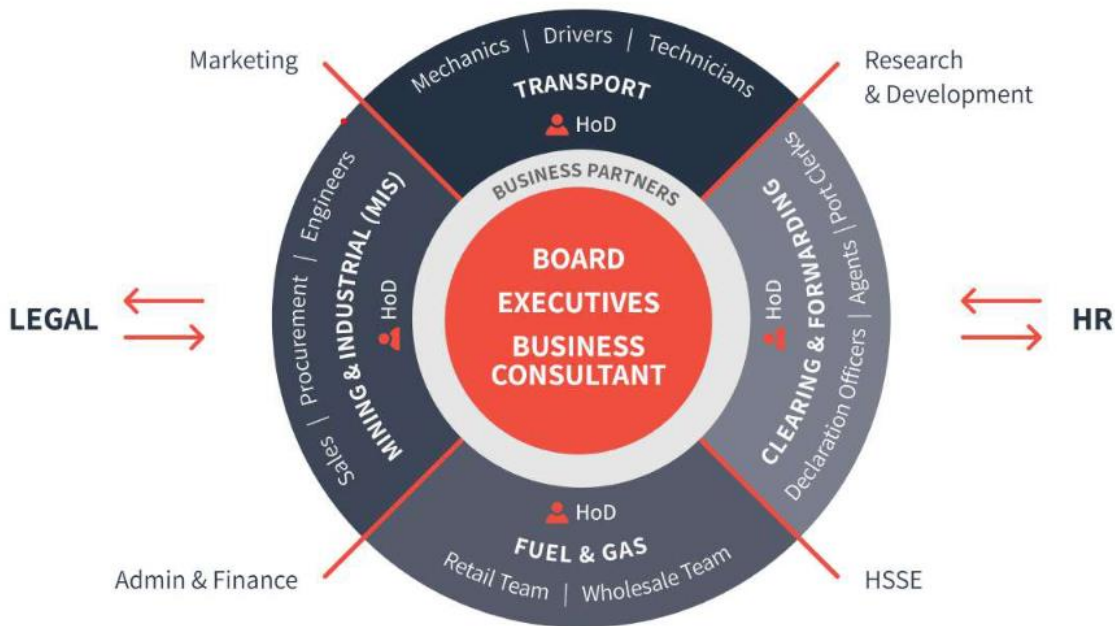 Marketing
Research
& Development
Mechanics | Drivers | Technicians
TRANSPORT
HoD
BUSINESS PARTNERS
BOARD
EXECUTIVES
BUSINESS
CONSULTANT
LEGAL
Sales | Procurement | Engineers
MINING & INDUSTRIAL (MIS)
HoD
HoD
CLEARING & FORWARDING
Declaration Officers | Agents | Port Clerks
HR
HoD
FUEL & GAS
Retail Team | Wholesale Team
Admin & Finance
HSSE